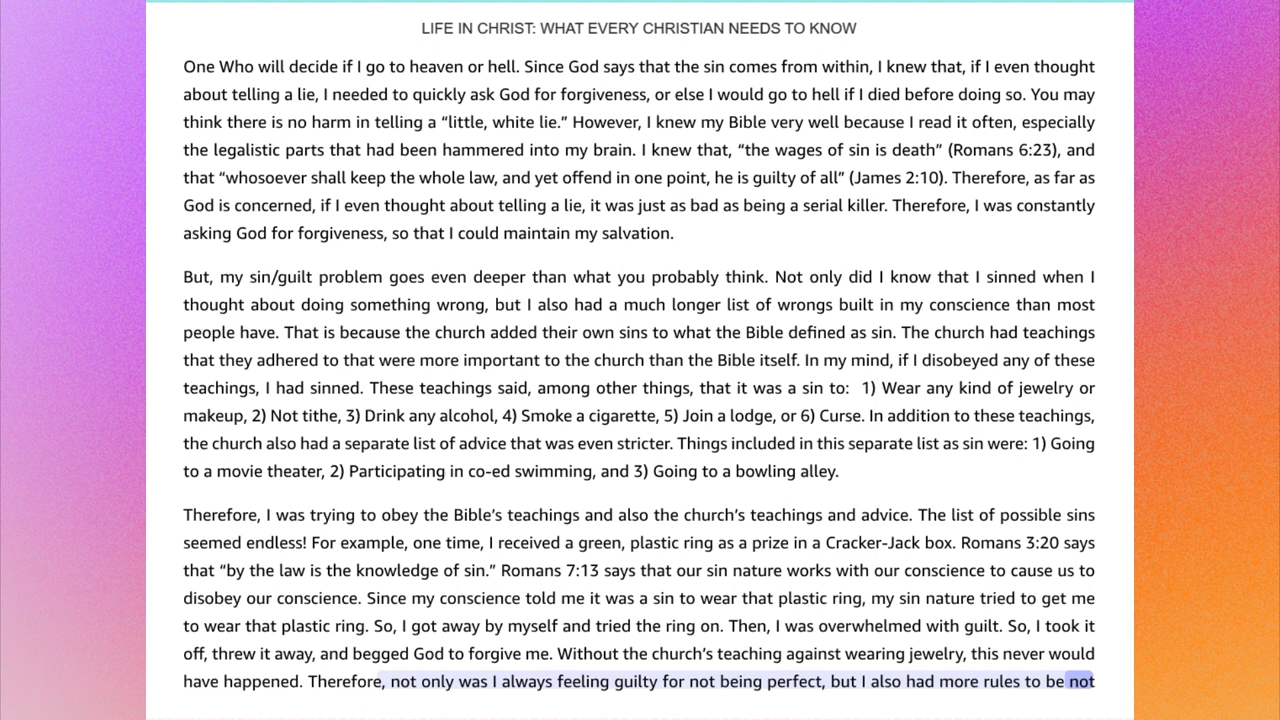 LIFE IN CHRIST: WHAT EVERY CHRISTIAN NEEDS TO KNOW
One Who will decide if I go to heaven or hell. Since God says that the sin comes from within, I knew that, if I even thought
about telling a lie, I needed to quickly ask God for forgiveness, or else I would go to hell if I died before doing so. You may
think there is no harm in telling a “little, white lie.” However, I knew my Bible very well because I read it often, especially
the legalistic parts that had been hammered into my brain. I knew that, “the wages of sin is death” (Romans 6:23), and
that “whosoever shall keep the whole law, and yet offend in one point, he is guilty of all” (James 2:10). Therefore, as far as
God is concerned, if I even thought about telling a lie, it was just as bad as being a serial killer. Therefore, I was constantly
asking God for forgiveness, so that I could maintain my salvation.
But, my sin/guilt problem goes even deeper than what you probably think. Not only did I know that I sinned when I
thought about doing something wrong, but I also had a much longer list of wrongs built in my conscience than most
people have. That is because the church added their own sins to what the Bible defined as sin. The church had teachings
that they adhered to that were more important to the church than the Bible itself. In my mind, if I disobeyed any of these
teachings, I had sinned. These teachings said, among other things, that it was a sin to: 1) Wear any kind of jewelry or
makeup, 2) Not tithe, 3) Drink any alcohol, 4) Smoke a cigarette, 5) Join a lodge, or 6) Curse. In addition to these teachings,
the church also had a separate list of advice that was even stricter. Things included in this separate list as sin were: 1) Going
to a movie theater, 2) Participating in co-ed swimming, and 3) Going to a bowling alley.
Therefore, I was trying to obey the Bible’s teachings and also the church’s teachings and advice. The list of possible sins
seemed endless! For example, one time, I received a green, plastic ring as a prize in a Cracker-Jack box. Romans 3:20 says
that “by the law is the knowledge of sin.” Romans 7:13 says that our sin nature works with our conscience to cause us to
disobey our conscience. Since my conscience told me it was a sin to wear that plastic ring, my sin nature tried to get me
to wear that plastic ring. So, I got away by myself and tried the ring on. Then, I was overwhelmed with guilt. So, I took it
off, threw it away, and begged God to forgive me. Without the church’s teaching against wearing jewelry, this never would
have happened. Therefore, not only was I always feeling guilty for not being perfect, but I also had more rules to be not